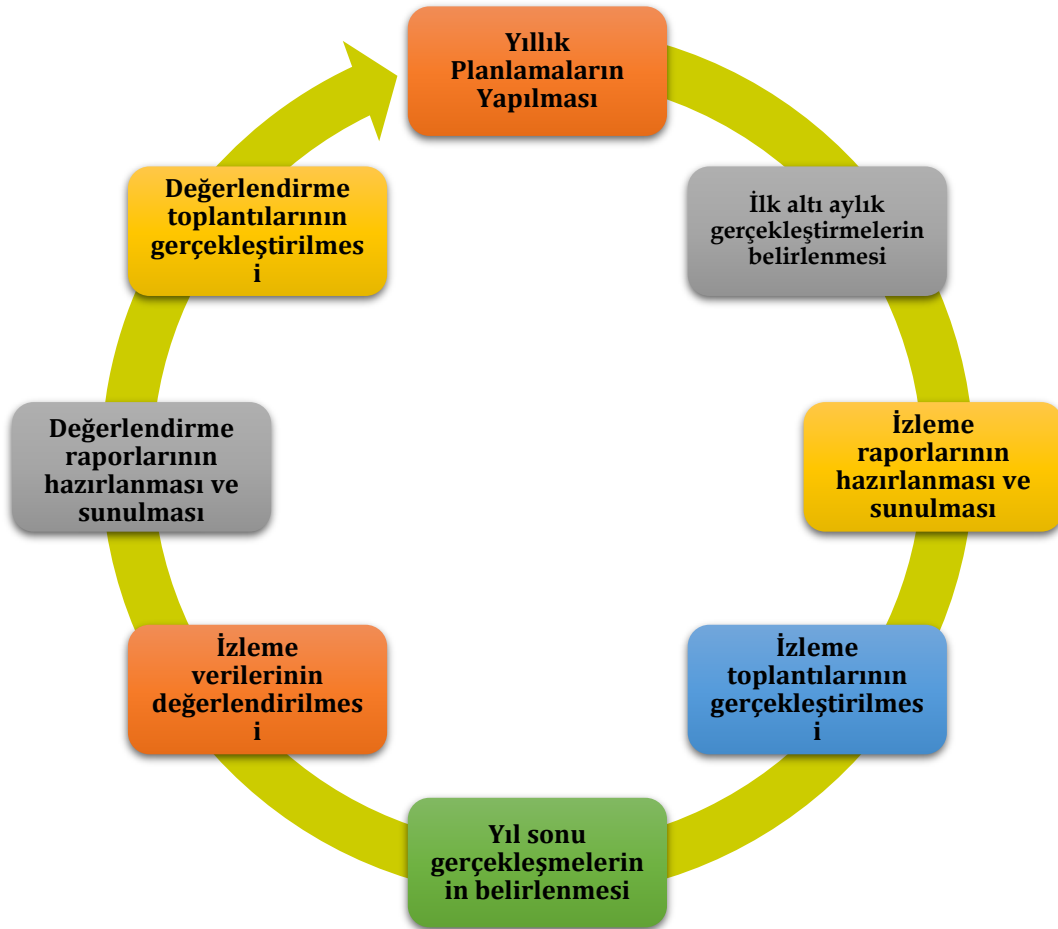 Yıllık
Planlamaların
Yapılması
İlk altı aylık
gerçekleştirmelerin
belirlenmesi
İzleme
raporlarının
hazırlanması ve
sunulması
İzleme
toplantılarının
gerçekleştirilmes
i
Yıl sonu
gerçekleşmelerin
in belirlenmesi
İzleme
verilerinin
değerlendirilmes
i
Değerlendirme
raporlarının
hazırlanması ve
sunulması
Değerlendirme
toplantılarının
gerçekleştirilmes
i